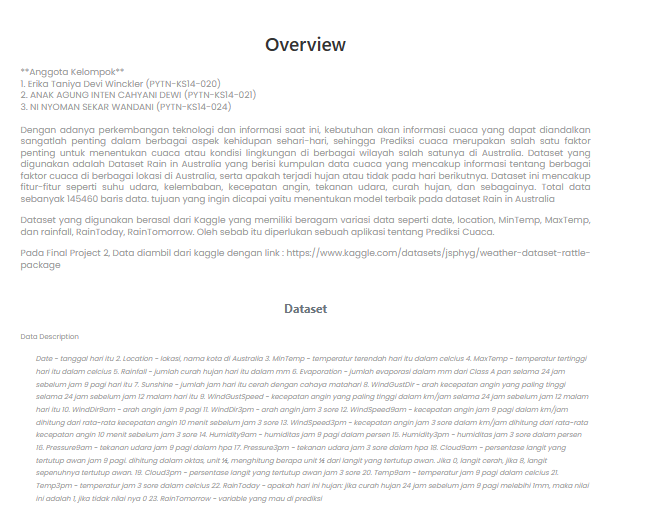 Overview
**Anggota Kelompok**
1. Erika Taniya Devi Winckler (PYTN-KS14-020)
2. ANAK AGUNG INTEN CAHYANI DEWI (PYTN-KS14-021)
3. NI NYOMAN SEKAR WANDANI (PYTN-KS14-024)
Dengan adanya perkembangan teknologi dan informasi saat ini, kebutuhan akan informasi cuaca yang dapat diandalkan
sangatlah penting dalam berbagai aspek kehidupan sehari-hari, sehingga Prediksi cuaca merupakan salah satu faktor
penting untuk menentukan cuaca atau kondisi lingkungan di berbagai wilayah salah satunya di Australia. Dataset yang
digunakan adalah Dataset Rain in Australia yang berisi kumpulan data cuaca yang mencakup informasi tentang berbagai
faktor cuaca di berbagai lokasi di Australia, serta apakah terjadi hujan atau tidak pada hari berikutnya. Dataset ini mencakup
fitur-fitur seperti suhu udara, kelembaban, kecepatan angin, tekanan udara, curah hujan, dan sebagainya. Total data
sebanyak 145460 baris data. tujuan yang ingin dicapai yaitu menentukan model terbaik pada dataset Rain in Australia
Dataset yang digunakan berasal dari Kaggle yang memiliki beragam variasi data seperti date, location, MinTemp, MaxTemp,
dan rainfall, RainToday, RainTomorrow. Oleh sebab itu diperlukan sebuah aplikasi tentang Prediksi Cuaca.
Pada Final Project 2, Data diambil dari kaggle dengan link : https://www.kaggle.com/datasets/jsphyg/weather-dataset-rattle-
package
Dataset
Data Description
Date - tanggal hari itu 2. Location - lokasi, nama kota di Australia 3. MinTemp - temperatur terendah hari itu dalam celcius 4. MaxTemp - temperatur tertinggi
hari itu dalam celcius 5. Rainfall - jumlah curah hujan hari itu dalam mm 6. Evaporation - jumlah evaporasi dalam mm dari Class A pan selama 24 jam
sebelum jam 9 pagi hari itu 7. Sunshine - jumlah jam hari itu cerah dengan cahaya matahari 8. WindGustDir - arah kecepatan angin yang paling tinggi
selama 24 jam sebelum jam 12 malam hari itu 9. WindGustSpeed - kecepatan angin yang paling tinggi dalam km/jam selama 24 jam sebelum jam 12 malam
hari itu 10. WindDir9am - arah angin jam 9 pagi 11. WindDir3pm - arah angin jam 3 sore 12. WindSpeed9am - kecepatan angin jam 9 pagi dalam km/jam
dihitung dari rata-rata kecepatan angin 10 menit sebelum jam 3 sore 13. WindSpeed3pm - kecepatan angin jam 3 sore dalam km/jam dihitung dari rata-rata
kecepatan angin 10 menit sebelum jam 3 sore 14. Humidity9am - humiditas jam 9 pagi dalam persen 15. Humidity3pm - humiditas jam 3 sore dalam persen
16. Pressure9am - tekanan udara jam 9 pagi dalam hpa 17. Pressure3pm - tekanan udara jam 3 sore dalam hpa 18. Cloud9am - persentase langit yang
tertutup awan jam 9 pagi. dihitung dalam oktas, unit ⅛, menghitung berapa unit ⅛ dari langit yang tertutup awan. Jika 0, langit cerah, jika 8, langit
sepenuhnya tertutup awan. 19. Cloud3pm - persentase langit yang tertutup awan jam 3 sore 20. Temp9am - temperatur jam 9 pagi dalam celcius 21.
Temp3pm - temperatur jam 3 sore dalam celcius 22. RainToday - apakah hari ini hujan: jika curah hujan 24 jam sebelum jam 9 pagi melebihi 1mm, maka nilai
ini adalah 1, jika tidak nilai nya 0 23. RainTomorrow - variable yang mau di prediksi